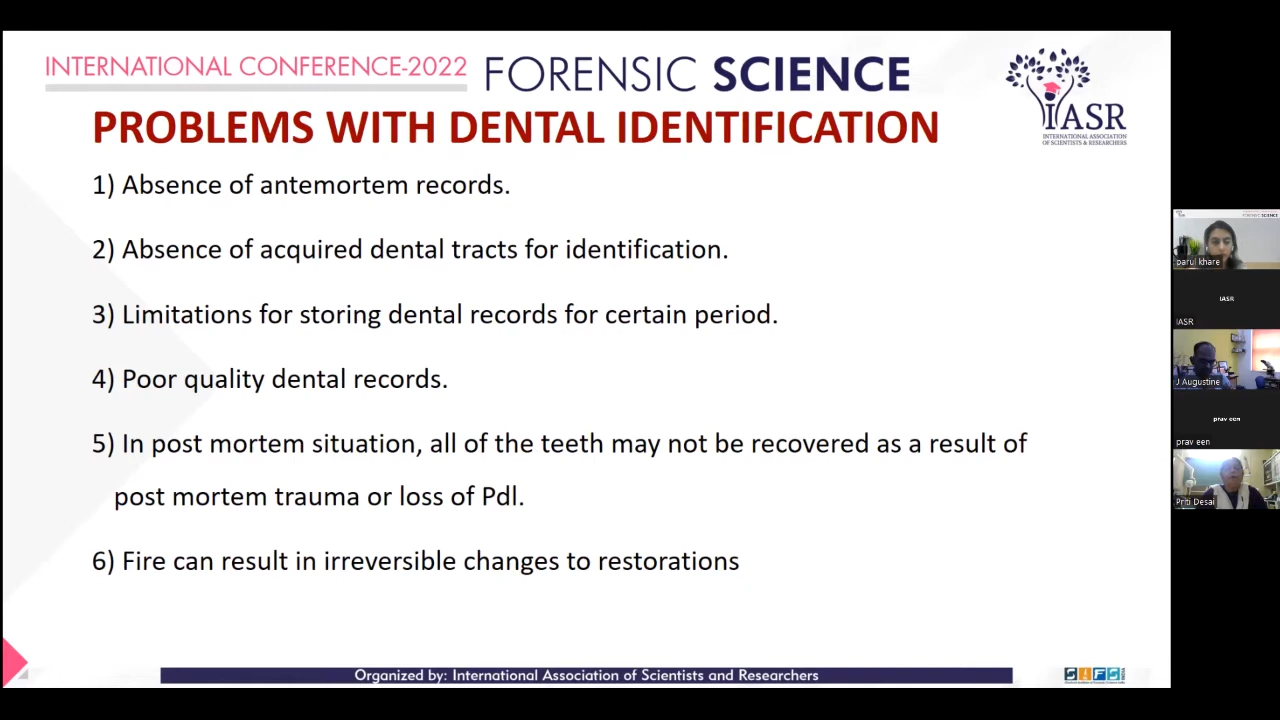 INTERNATIONAL CONFERENCE-2022 FORENSIC SCIENCE
IASR
INTERNATIONAL ASSOCIATION
OF SCIENTISTS & RESEARCHERS
PROBLEMS WITH DENTAL IDENTIFICATION
1) Absence of antemortem records.
2) Absence of acquired dental tracts for identification.
3) Limitations for storing dental records for certain period.
4) Poor quality dental records.
5) In post mortem situation, all of the teeth may not be recovered as a result of
post mortem trauma or loss of Pdl.
6) Fire can result in irreversible changes to restorations
Organized by: International Association of Scientists and Researchers
SIFS
parul khare
IASR
IASR
J Augustine
prav een
prav een
Priti Desai